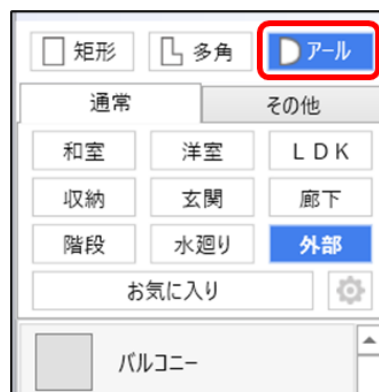 矩形 多角 アール
通常 その他
和室 洋室 LDK
収納 玄関 廊下
階段 水廻り 外部
お気に入り
バルコニー